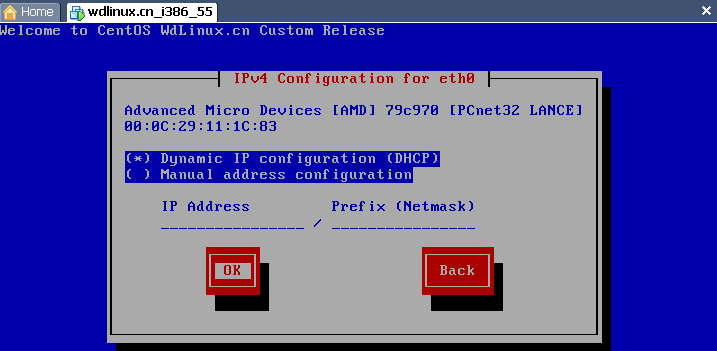 Home wdlinux.cn_i386_55
Welcome to CentOS WdLinux.cn Custom Release
IPv4 Configuration for eth0
Advanced Micro Devices [AMD] 79c970 [PCnet32 LANCE]
00:0C:29:11:1C:83
(*) Dynamic IP configuration (DHCP)
( ) Manual address configuration
IP Address Prefix (Netmask)
________________ / ________________
OK Back